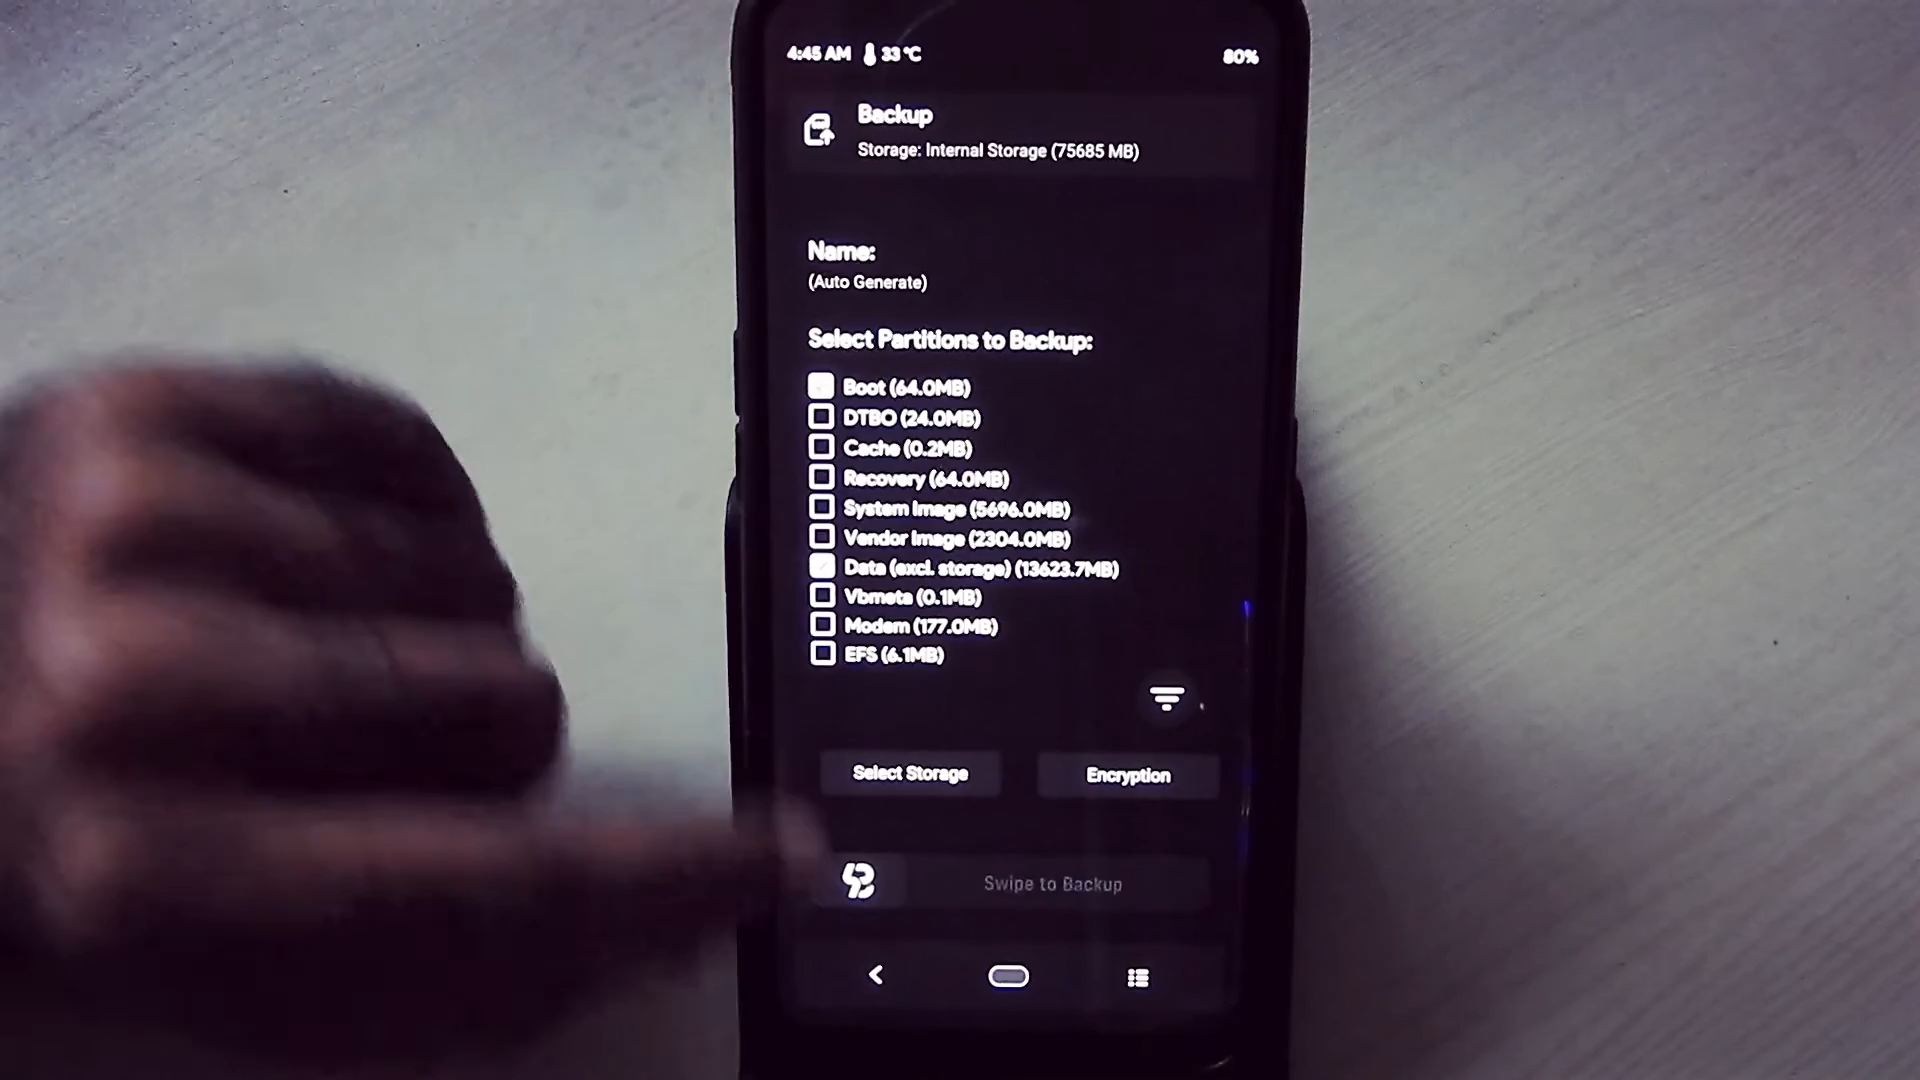 4:45 AM 33 °C 80%
Backup
Storage: Internal Storage (75685 MB)
Name:
(Auto Generate)
Select Partitions to Backup:
Boot (64.0MB)
DTBO (24.0MB)
Cache (0.2MB)
Recovery (64.0MB)
System Image (5696.0MB)
Vendor Image (2304.0MB)
Data (excl. storage) (13623.7MB)
Vbmeta (0.1MB)
Modem (177.0MB)
EFS (6.1MB)
Select Storage Encryption
Swipe to Backup